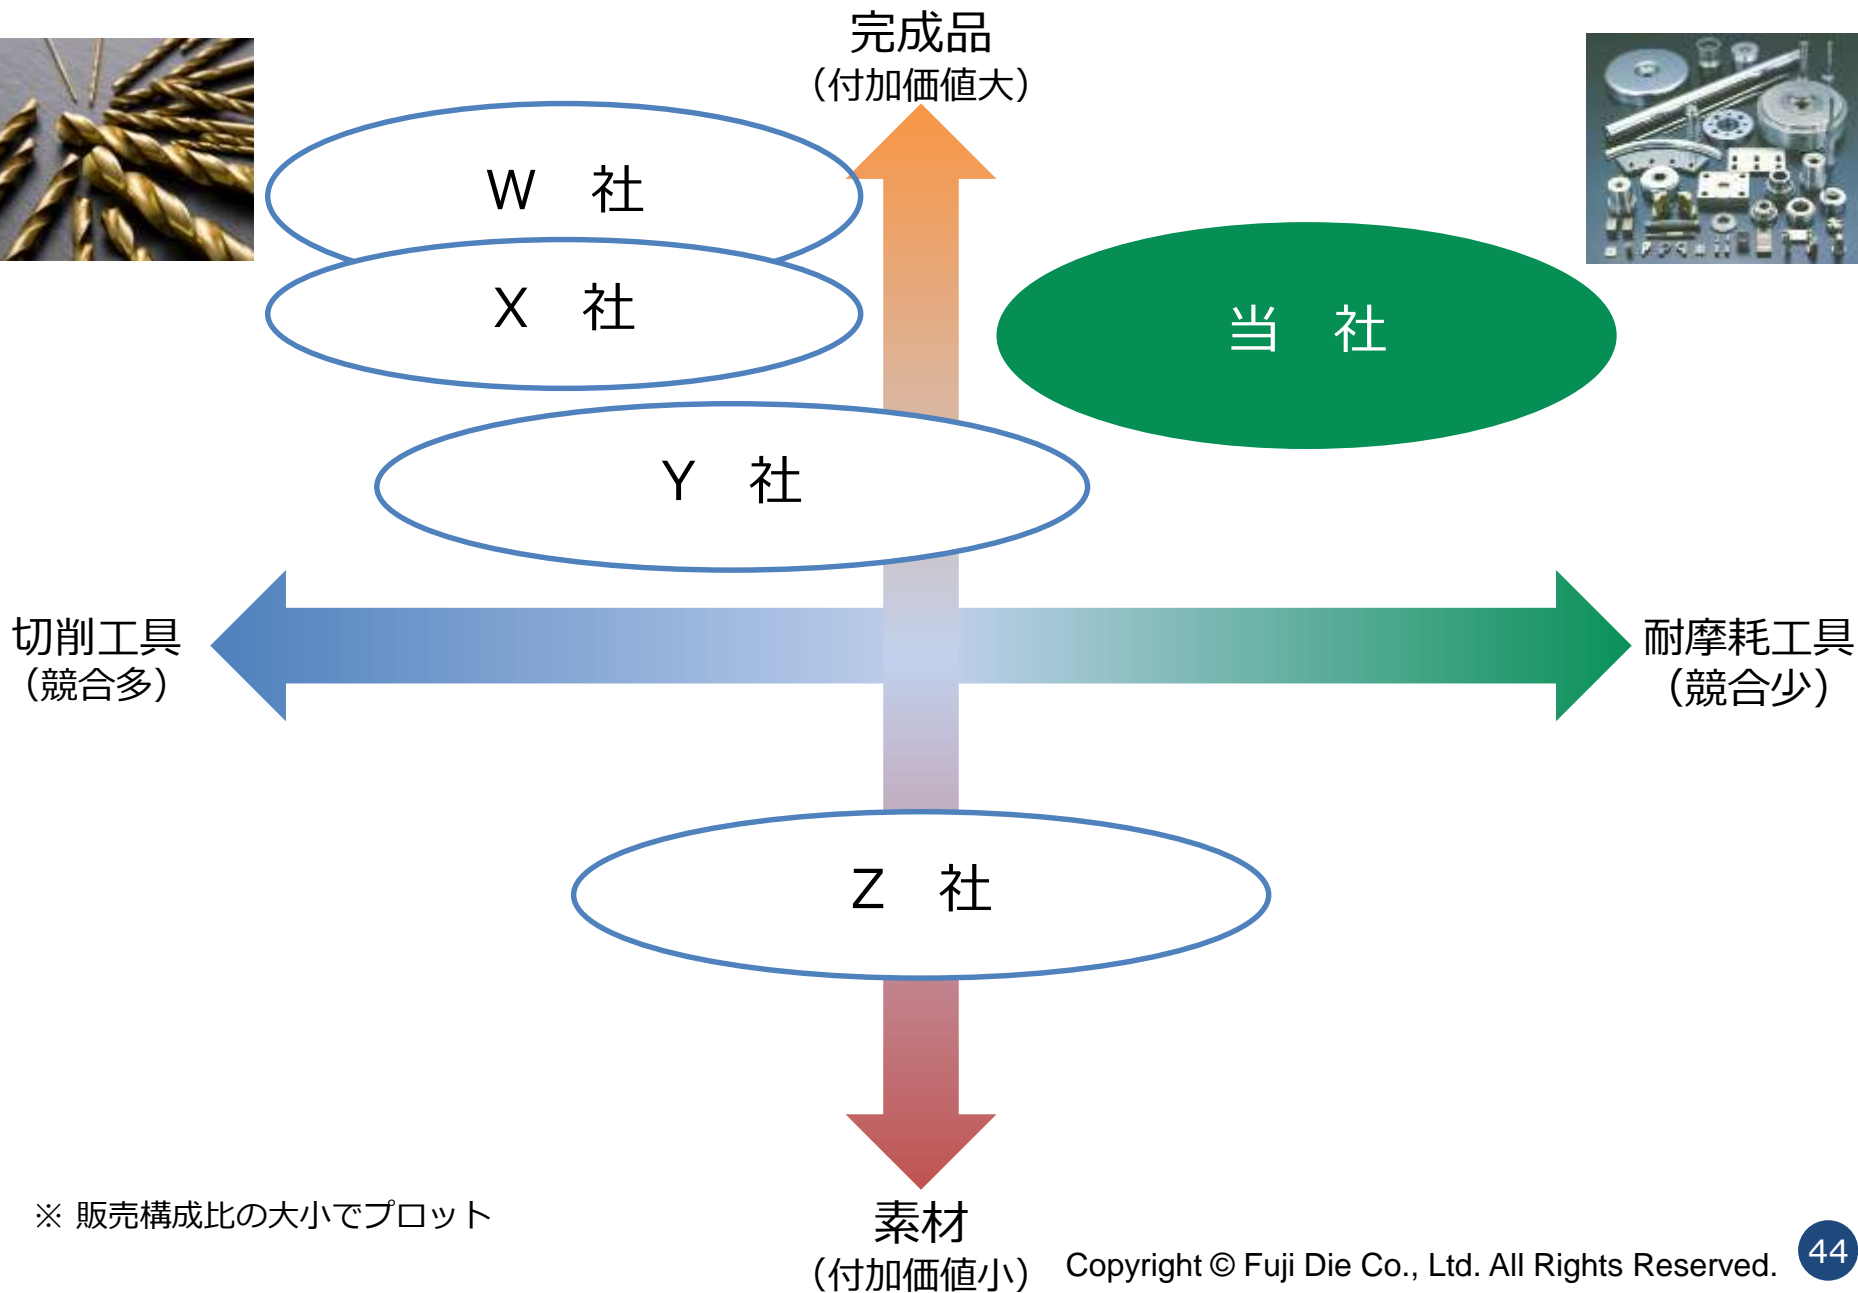 完成品
（付加価値大）
W　社
X　社
当　社
Y　社
切削工具
（競合多）
耐摩耗工具
（競合少）
Z　社
※ 販売構成比の大小でプロット
素材
（付加価値小）
Copyright © Fuji Die Co., Ltd. All Rights Reserved.
44